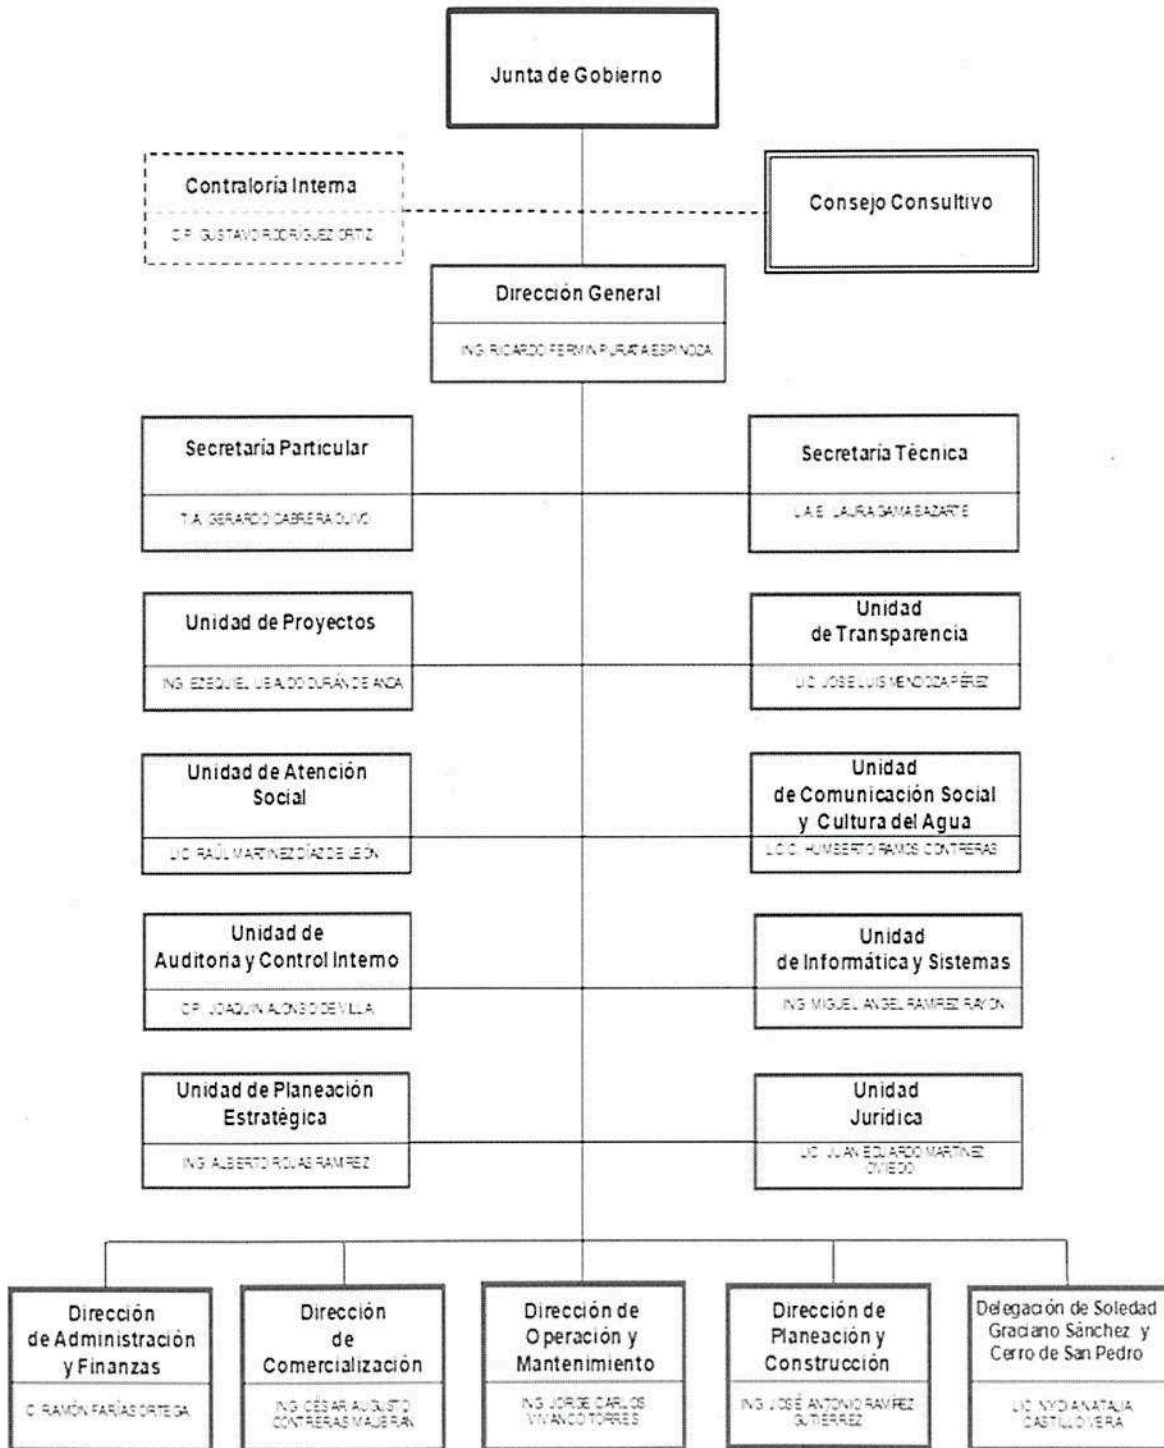 Junta de Gobierno
Contraloría Interna
C.P. GUSTAVO RODRÍGUEZ ORTIZ
Consejo Consultivo
Dirección General
ING. RICARDO FERMIN PURATA ESPINOZA
Secretaría Particular
T.A. GERARDO CABRERA OLIVO
Secretaría Técnica
L.A.E. LAURA GAMA BAZARTE
Unidad de Proyectos
ING. EZEQUIEL UBALDO DURÁN DE ANDA
Unidad
de Transparencia
LIC. JOSE LUIS MENDOZA PÉREZ
Unidad de Atención
Social
LIC. RAÚL MARTINEZ DÍAZ DE LEÓN
Unidad
de Comunicación Social
y Cultura del Agua
L.C.C. HUMBERTO RAMOS CONTRERAS
Unidad de
Auditoria y Control Interno
C.P. JOAQUIN ALONSO DE VILLA
Unidad
de Informática y Sistemas
ING. MIGUEL ANGEL RAMIREZ RAYON
Unidad de Planeación
Estratégica
ING. ALBERTO ROJAS RAMIREZ
Unidad
Jurídica
LIC. JUAN EDUARDO MARTINEZ
OVIEDO
Dirección
de Administración
y Finanzas
C. RAMÓN FARÍAS ORTEGA
Dirección
de
Comercialización
ING. CÉSAR AUGUSTO
CONTRERAS
Dirección de
Operación y
Mantenimiento
ING. JORGE CARLOS
VIVANCO TORRES
Dirección de
Planeación y
Construcción
ING. JOSÉ ANTONIO RAMÍREZ
GUTIÉRREZ
Delegación de Soledad
Graciano Sánchez y
Cerro de San Pedro
LIC. NYDIA NATALIA
CASTILLO VERA